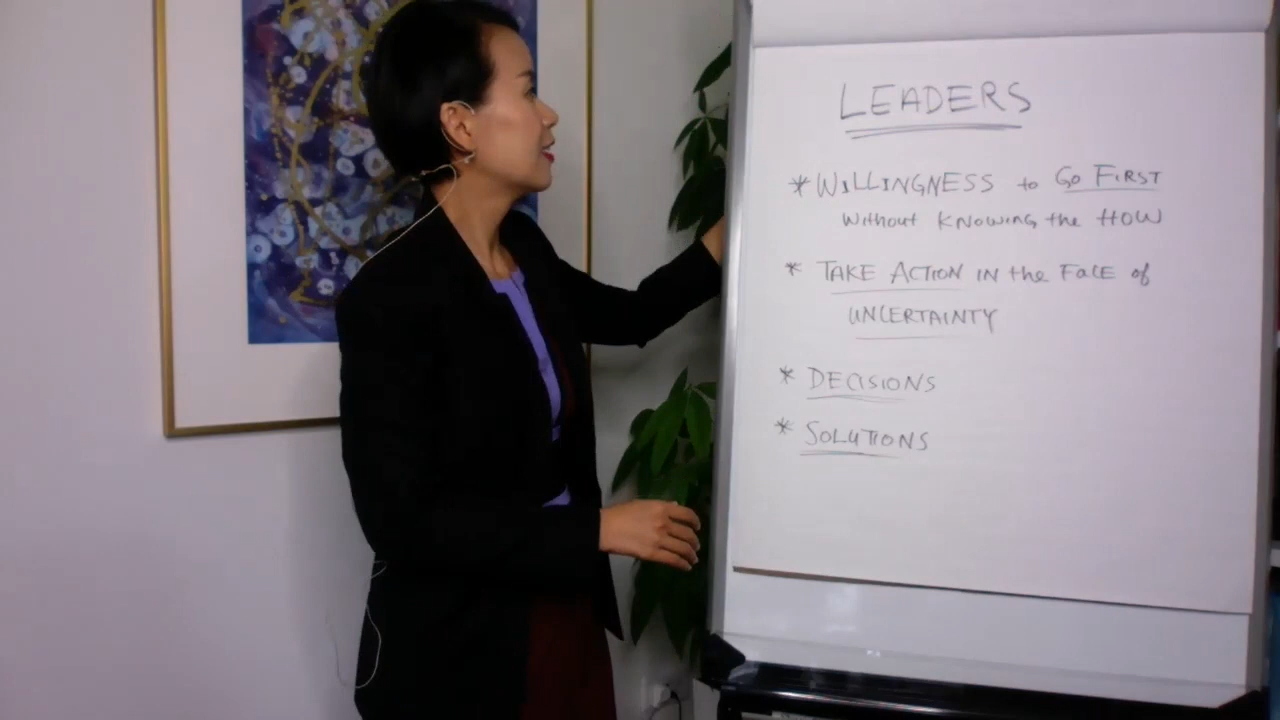 LEADERS
* WILLINGNESS to GO FIRST
Without KNOWING the HOW
* TAKE ACTION IN the FACE of
UNCERTAINTY
* DECISIONS
* SOLUTIONS